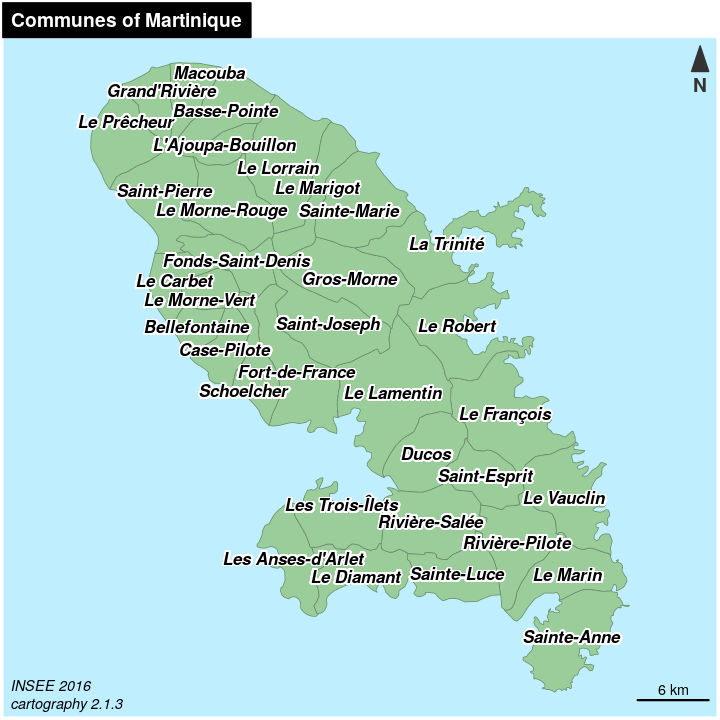 Communes of Martinique
N
Macouba
Grand'Rivière
Basse-Pointe
Le Prêcheur
L'Ajoupa-Bouillon
Le Lorrain
Saint-Pierre
Le Marigot
Le Morne-Rouge
Sainte-Marie
La Trinité
Fonds-Saint-Denis
Le Carbet
Gros-Morne
Le Morne-Vert
Bellefontaine
Saint-Joseph
Le Robert
Case-Pilote
Fort-de-France
Schoelcher
Le Lamentin
Le François
Ducos
Saint-Esprit
Le Vauclin
Les Trois-Îlets
Rivière-Salée
Rivière-Pilote
Les Anses-d'Arlet
Le Diamant
Sainte-Luce
Le Marin
Sainte-Anne
INSEE 2016
cartography 2.1.3
6 km